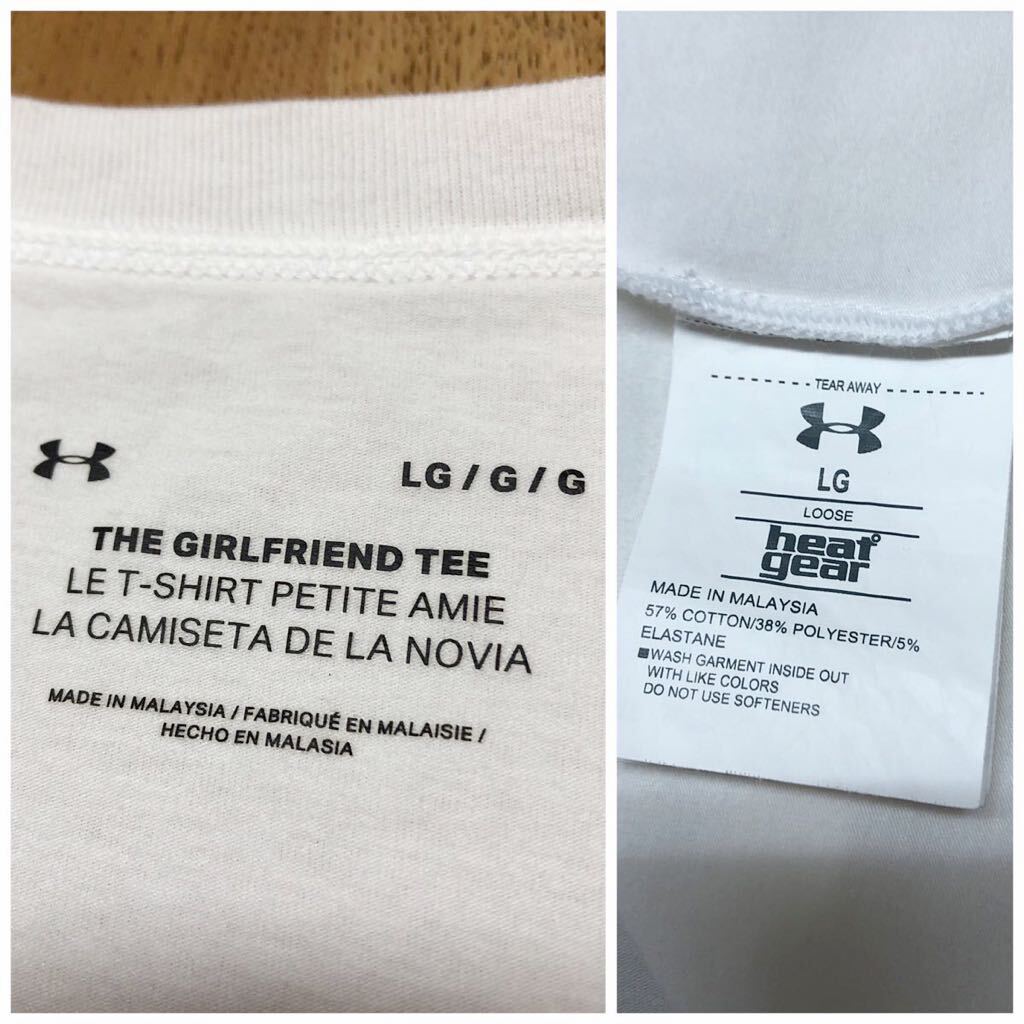 LG / G / G
THE GIRLFRIEND TEE
LE T-SHIRT PETITE AMIE
LA CAMISETA DE LA NOVIA
MADE IN MALAYSIA / FABRIQUÉ EN MALAISIE /
HECHO EN MALASIA
TEAR AWAY
LG
LOOSE
heat
gear
MADE IN MALAYSIA
57% COTTON/38% POLYESTER/5%
ELASTANE
WASH GARMENT INSIDE OUT
WITH LIKE COLORS
DO NOT USE SOFTENERS